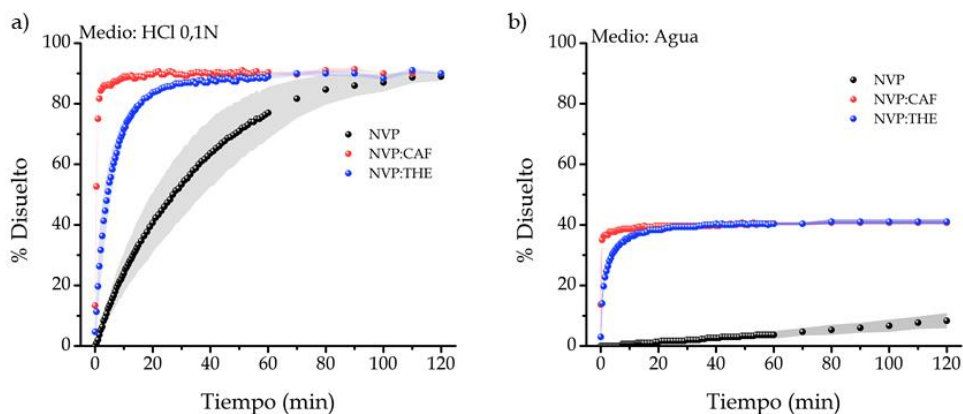 a)
Medio: HCl 0,1N
100
80
60
40
20
0
% Disuelto
NVP
NVP:CAF
NVP:THE
0 20 40 60 80 100 120
Tiempo (min)
b)
Medio: Agua
100
80
60
40
20
0
% Disuelto
NVP
NVP:CAF
NVP:THE
0 20 40 60 80 100 120
Tiempo (min)